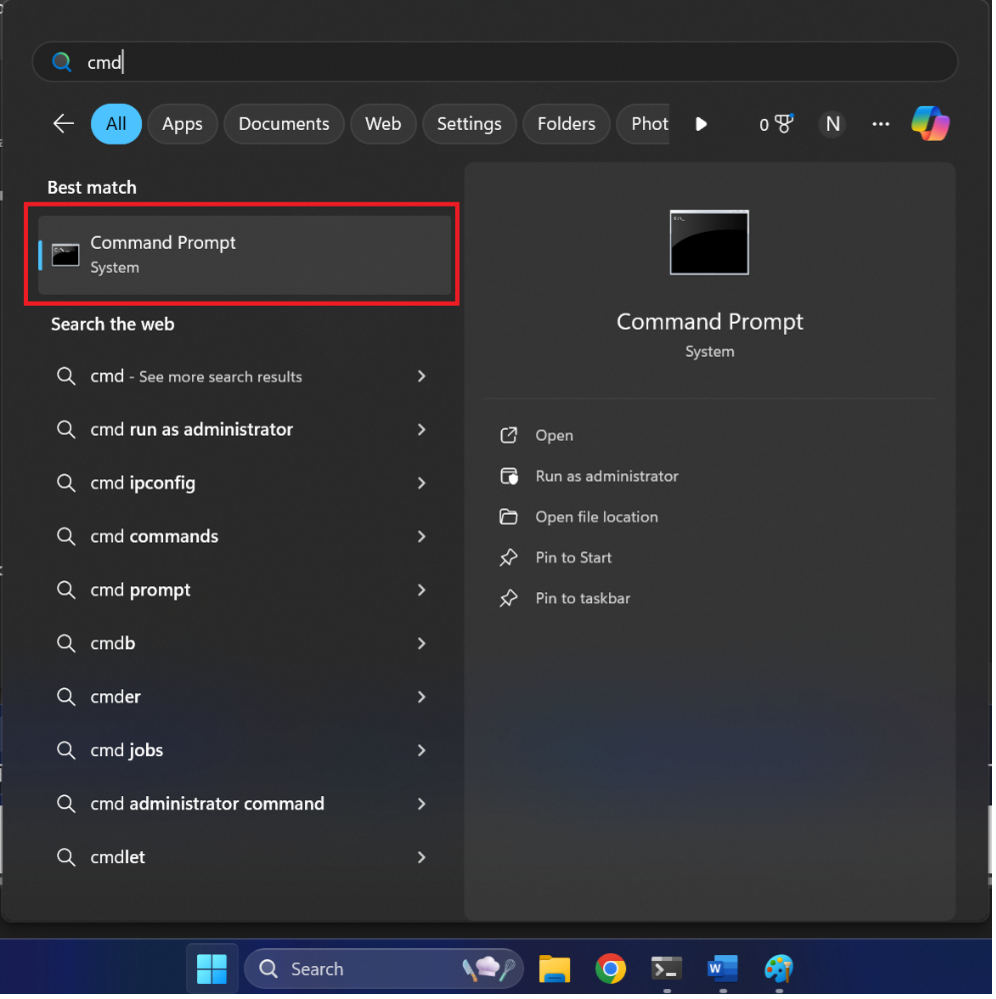 cmd
All Apps Documents Web Settings Folders Phot 0 N
Best match
Command Prompt
System
Search the web
cmd - See more search results
cmd run as administrator
cmd ipconfig
cmd commands
cmd prompt
cmdb
cmder
cmd jobs
cmd administrator command
cmdlet
Command Prompt
System
Open
Run as administrator
Open file location
Pin to Start
Pin to taskbar
Search
W